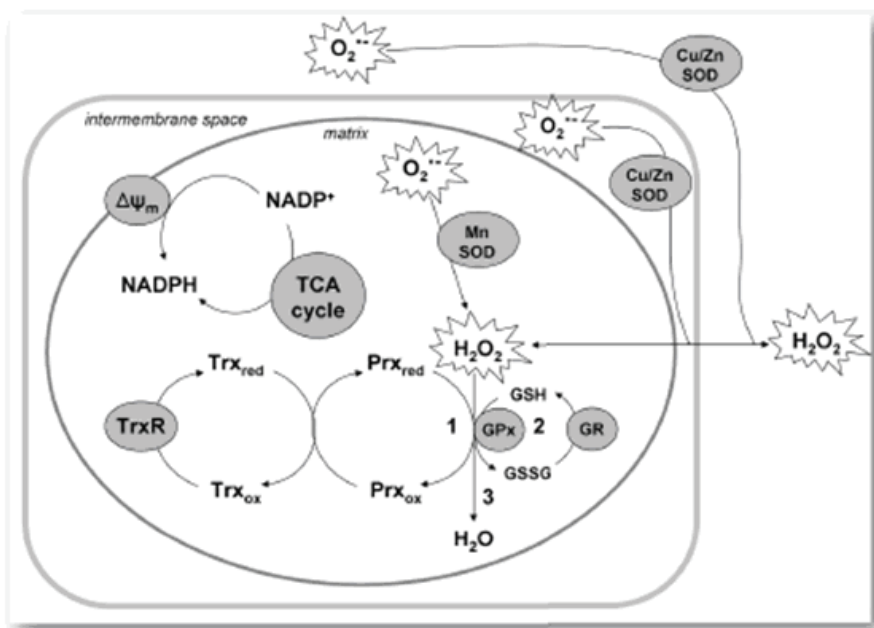 O₂•-
Cu/Zn
SOD
intermembrane space
matrix
O₂•-
O₂•-
Cu/Zn
SOD
ΔΨm
NADP+
Mn
SOD
NADPH
TCA
cycle
H₂O₂
H₂O₂
Trxred
Prxred
GSH
TrxR
1
GPx
2
GR
GSSG
Trxox
Prxox
3
H₂O